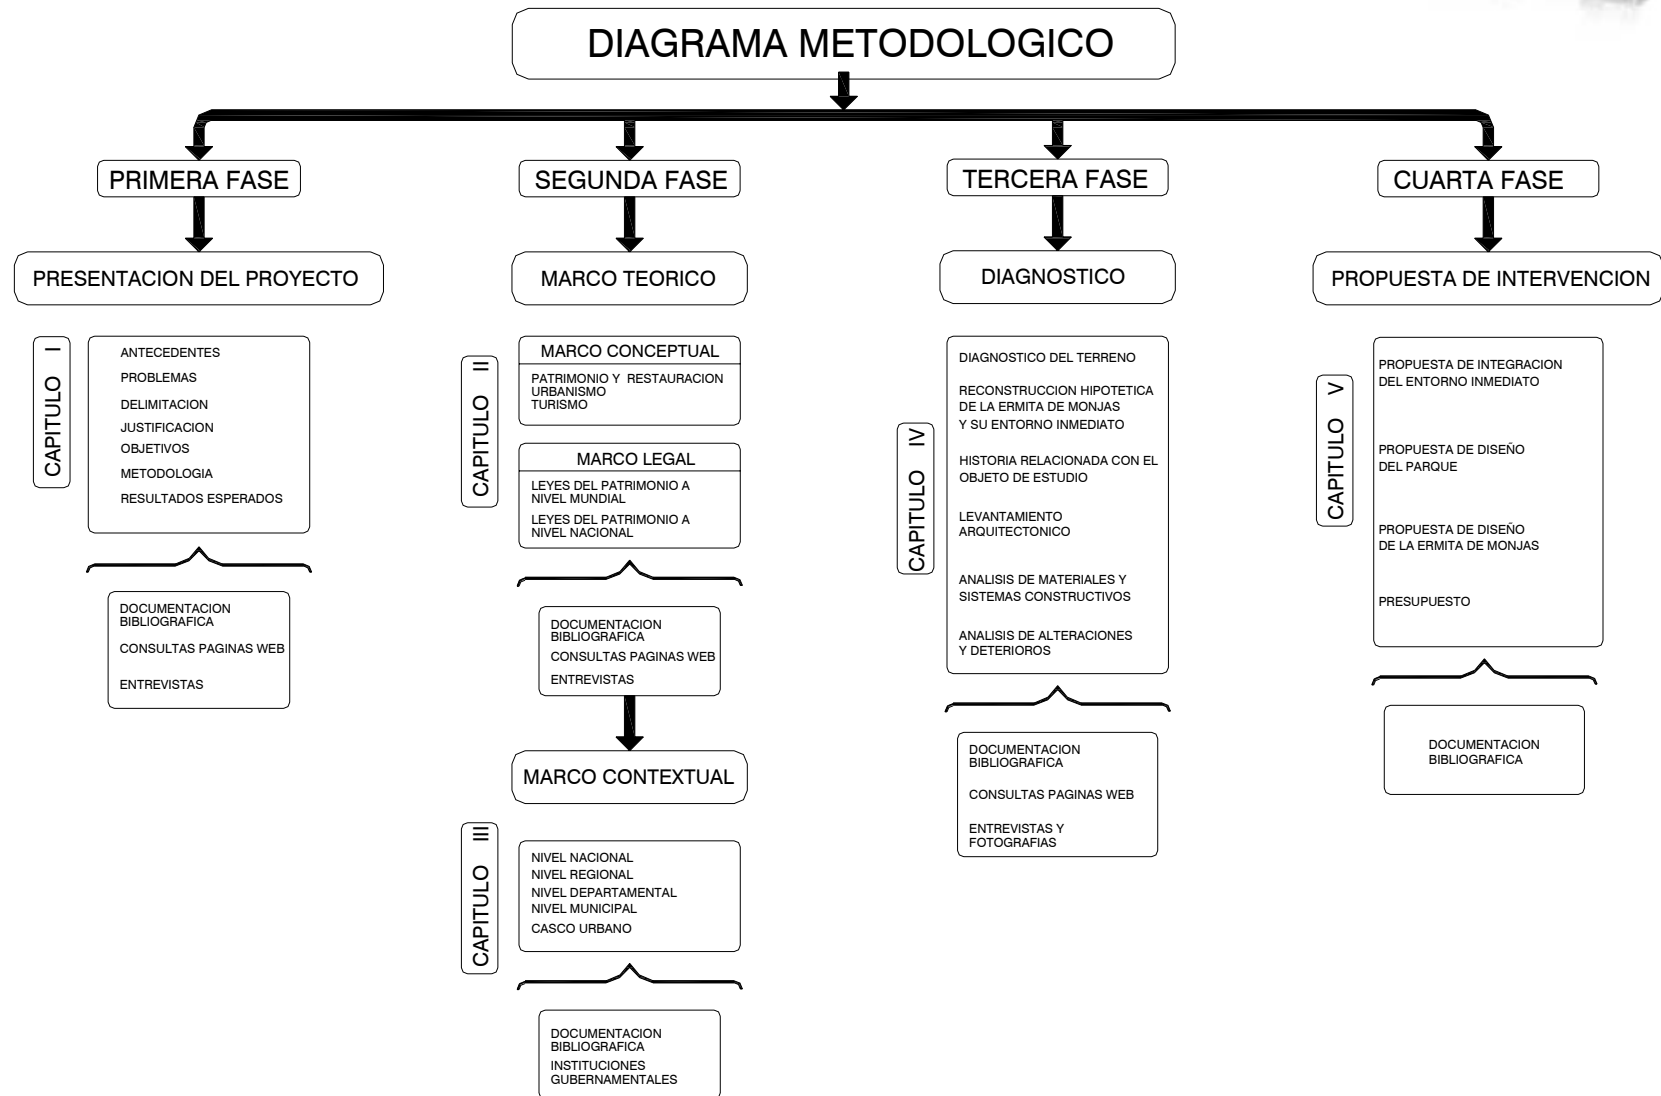 DIAGRAMA METODOLOGICO
PRIMERA FASE
PRESENTACION DEL PROYECTO
CAPITULO I
ANTECEDENTES
PROBLEMAS
DELIMITACION
JUSTIFICACION
OBJETIVOS
METODOLOGIA
RESULTADOS ESPERADOS
DOCUMENTACION
BIBLIOGRAFICA
CONSULTAS PAGINAS WEB
ENTREVISTAS
SEGUNDA FASE
MARCO TEORICO
CAPITULO II
MARCO CONCEPTUAL
PATRIMONIO Y RESTAURACION
URBANISMO
TURISMO
MARCO LEGAL
LEYES DEL PATRIMONIO A
NIVEL MUNDIAL
LEYES DEL PATRIMONIO A
NIVEL NACIONAL
DOCUMENTACION
BIBLIOGRAFICA
CONSULTAS PAGINAS WEB
ENTREVISTAS
MARCO CONTEXTUAL
CAPITULO III
NIVEL NACIONAL
NIVEL REGIONAL
NIVEL DEPARTAMENTAL
NIVEL MUNICIPAL
CASCO URBANO
DOCUMENTACION
BIBLIOGRAFICA
INSTITUCIONES
GUBERNAMENTALES
TERCERA FASE
DIAGNOSTICO
CAPITULO IV
DIAGNOSTICO DEL TERRENO
RECONSTRUCCION HIPOTETICA
DE LA ERMITA DE MONJAS
Y SU ENTORNO INMEDIATO
HISTORIA RELACIONADA CON EL
OBJETO DE ESTUDIO
LEVANTAMIENTO
ARQUITECTONICO
ANALISIS DE MATERIALES Y
SISTEMAS CONSTRUCTIVOS
ANALISIS DE ALTERACIONES
Y DETERIOROS
DOCUMENTACION
BIBLIOGRAFICA
CONSULTAS PAGINAS WEB
ENTREVISTAS Y
FOTOGRAFIAS
CUARTA FASE
PROPUESTA DE INTERVENCION
CAPITULO V
PROPUESTA DE INTEGRACION
DEL ENTORNO INMEDIATO
PROPUESTA DE DISEÑO
DEL PARQUE
PROPUESTA DE DISEÑO
DE LA ERMITA DE MONJAS
PRESUPUESTO
DOCUMENTACION
BIBLIOGRAFICA